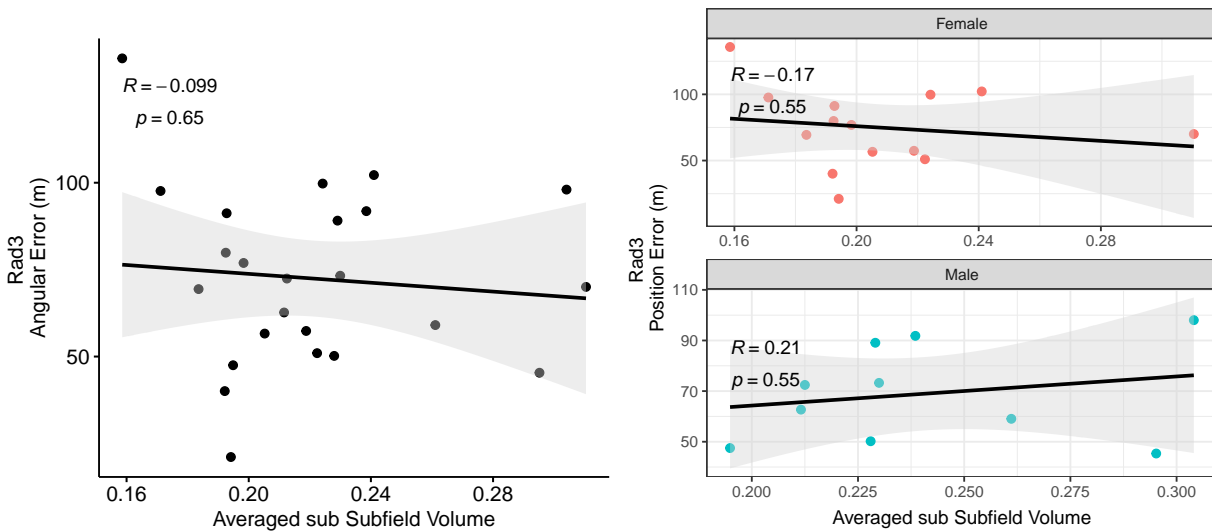 R = −0.099
p = 0.65
100
50
0.16 0.20 0.24 0.28
Averaged sub Subfield Volume
Rad3
Angular Error (m)
Female
R = −0.17
p = 0.55
100
50
0.16 0.20 0.24 0.28
Rad3
Position Error (m)
Male
R = 0.21
p = 0.55
110
90
70
50
0.200 0.225 0.250 0.275 0.300
Averaged sub Subfield Volume